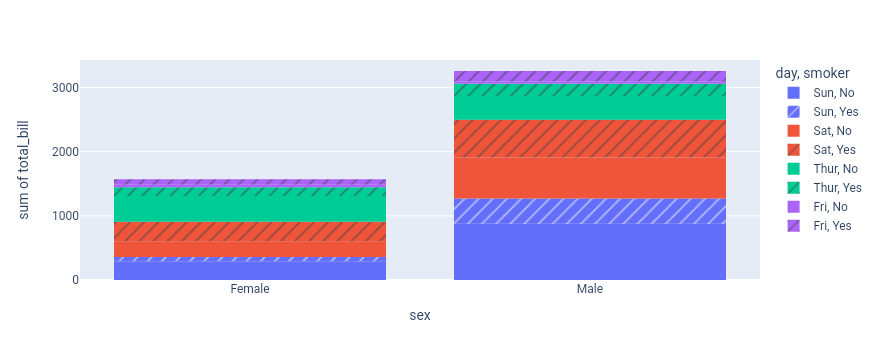 sum of total_bill
3000
2000
1000
0
Female
Male
sex
day, smoker
Sun, No
Sun, Yes
Sat, No
Sat, Yes
Thur, No
Thur, Yes
Fri, No
Fri, Yes